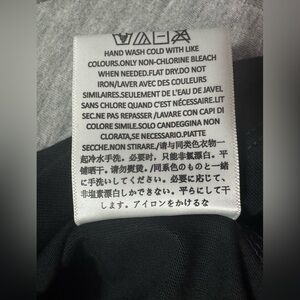 HAND WASH COLD WITH LIKE
COLOURS.ONLY NON-CHLORINE BLEACH
WHEN NEEDED.FLAT DRY.DO NOT
IRON/LAVER AVEC DES COULEURS
SIMILAIRES.SEULEMENT DE L'EAU DE JAVEL
SANS CHLORE QUAND C'EST NÉCESSAIRE.LIT
SEC.NE PAS REPASSER /LAVARE CON CAPI DI
COLORE SIMILE.SOLO CANDEGGINA NON
CLORATA,SE NECESSARIO.PIATTE
SECCHE.NON STIRARE/请与同类色衣物一
起冷水手洗。必要时，只能非氯漂白。平
铺晒干。请勿熨烫。/同系色のものと一緒
に手洗いしてください。必要に応じて、
非塩素漂白しかできない。平らにして干
します。アイロンをかけるな